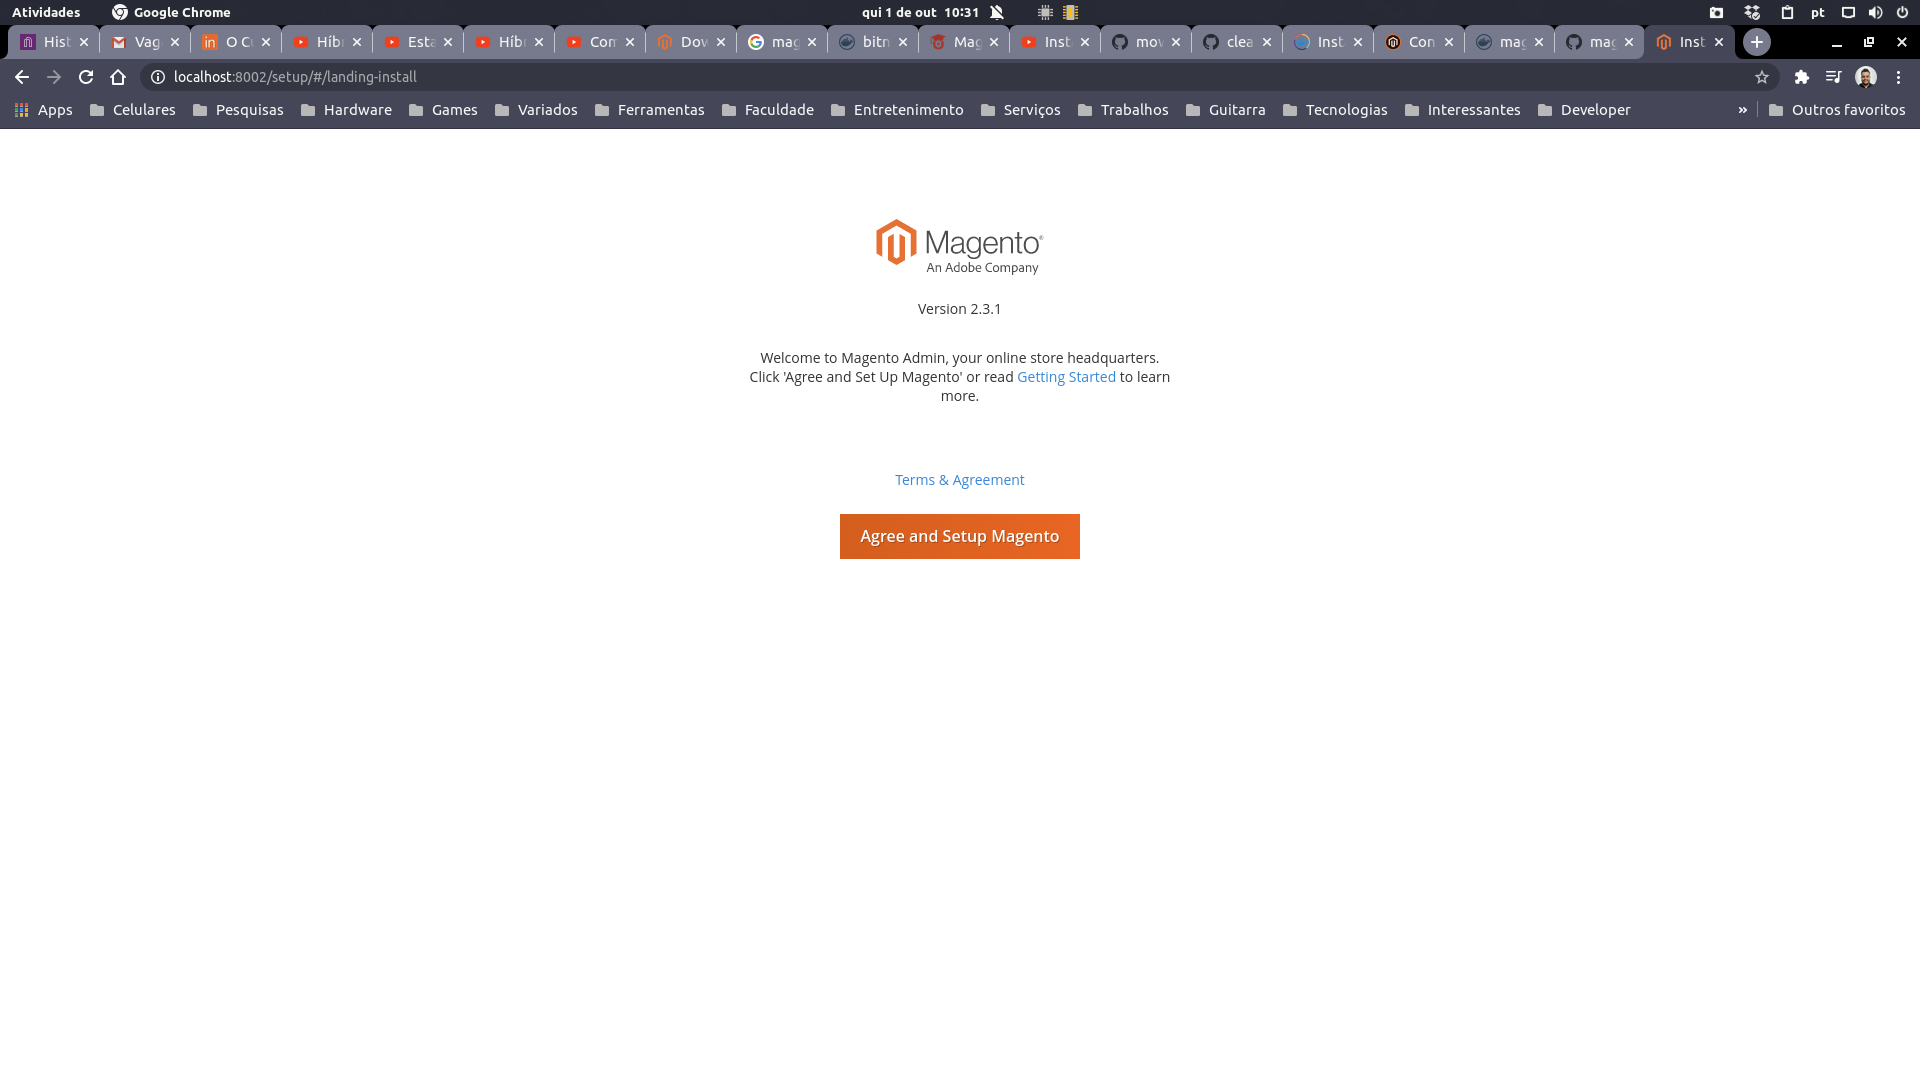 Atividades Google Chrome qui 1 de out 10:31 pt
Hist Vag O C Híb Esta Híb Com Dov mag bitn Mag Inst mov clea Inst Con mag mag Inst
localhost:8002/setup/#/landing-install
Apps Celulares Pesquisas Hardware Games Variados Ferramentas Faculdade Entretenimento Serviços Trabalhos Guitarra Tecnologias Interessantes Developer » Outros favoritos
Magento®
An Adobe Company
Version 2.3.1
Welcome to Magento Admin, your online store headquarters.
Click 'Agree and Set Up Magento' or read Getting Started to learn
more.
Terms & Agreement
Agree and Setup Magento